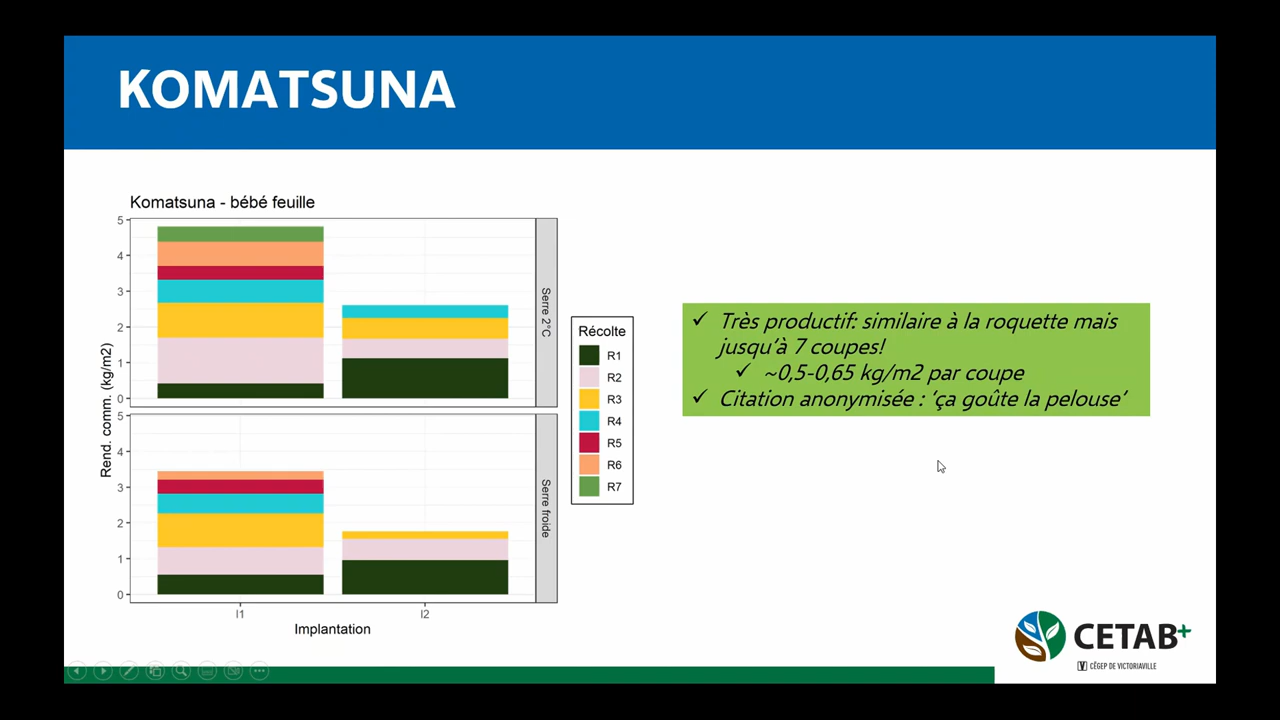 KOMATSUNA
Komatsuna - bébé feuille
Rend. comm. (kg/m2)
5
4
3
2
1
0
Serre 2°C
5
4
3
2
1
0
Serre froide
I1
I2
Implantation
Récolte
R1
R2
R3
R4
R5
R6
R7
✓ Très productif: similaire à la roquette mais
jusqu'à 7 coupes!
✓ ~0,5-0,65 kg/m2 par coupe
✓ Citation anonymisée : 'ça goûte la pelouse'
CETAB+
CÉGEP DE VICTORIAVILLE